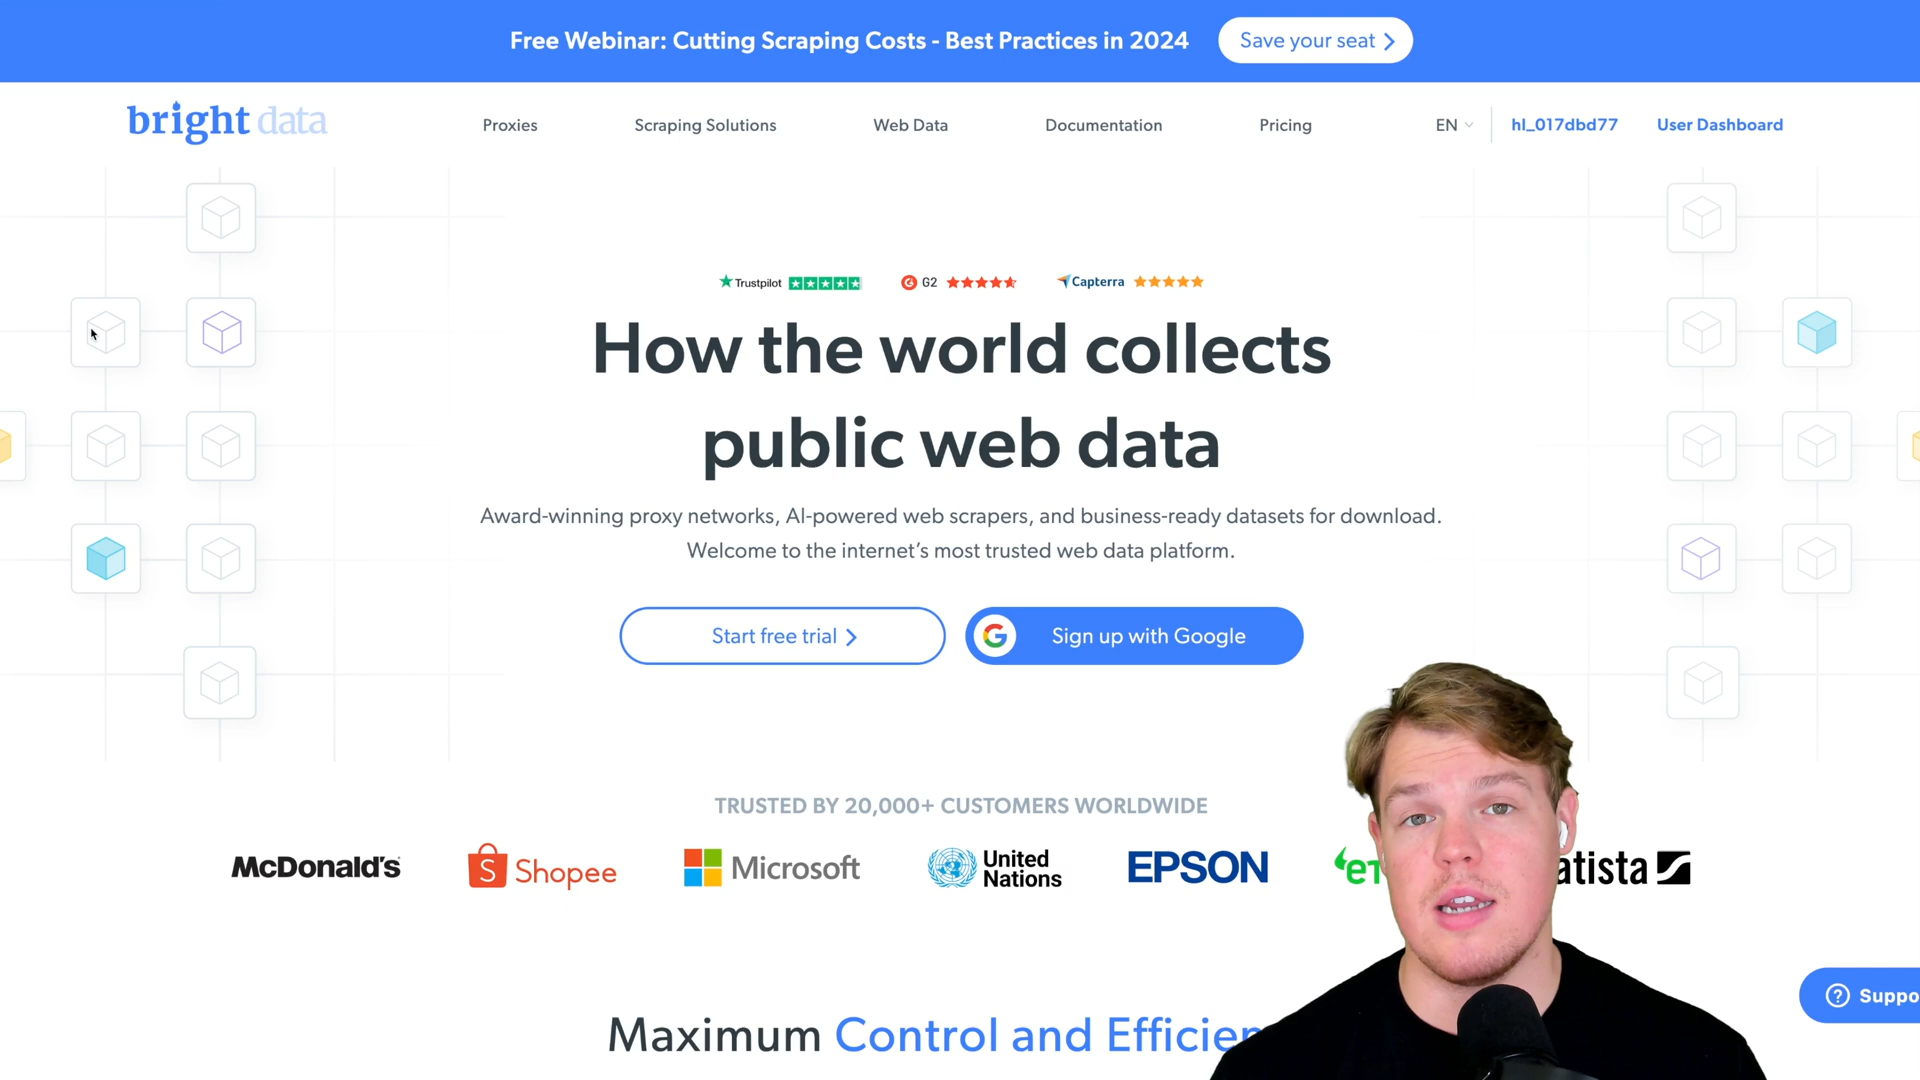 Free Webinar: Cutting Scraping Costs - Best Practices in 2024
Save your seat
bright data
Proxies
Scraping Solutions
Web Data
Documentation
Pricing
EN
hl_017dbd77
User Dashboard
Trustpilot
G2
Capterra
How the world collects
public web data
Award-winning proxy networks, AI-powered web scrapers, and business-ready datasets for download.
Welcome to the internet's most trusted web data platform.
Start free trial
Sign up with Google
TRUSTED BY 20,000+ CUSTOMERS WORLDWIDE
McDonald's
Shopee
Microsoft
United
Nations
EPSON
Maximum Control and